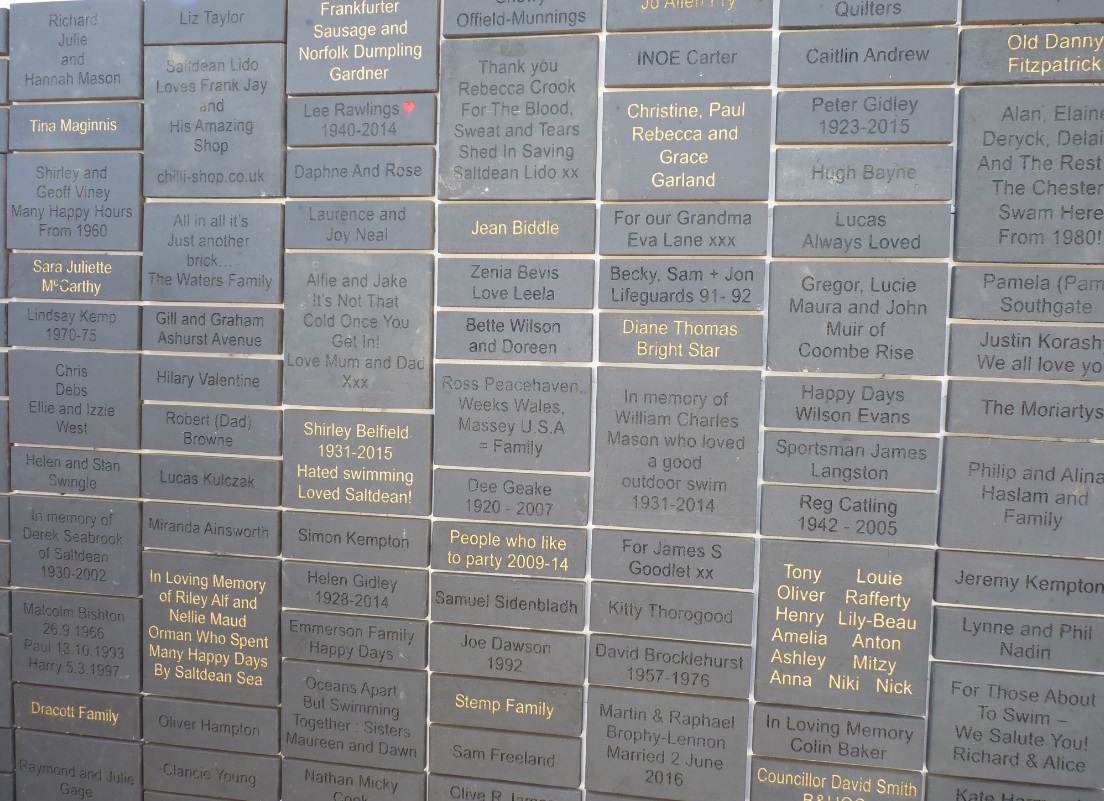 Richard
Julie
and
Hannah Mason
Tina Maginnis
Shirley and
Geoff Viney
Many Happy Hours
From 1960
Sara Juliette
McCarthy
Lindsay Kemp
1970-75
Chris
Debs
Ellie and Izzie
West
Helen and Stan
Swingle
In memory of
Derek Seabrook
of Saltdean
1930-2002
Malcolm Bishton
26.9.1966
Paul 13.10.1993
Harry 5.3.1997
Dracott Family
Raymond and Julie
Gage
Liz Taylor
Saltdean Lido
Loves Frank Jay
and
His Amazing
Shop
chilli-shop.co.uk
All in all it's
Just another
brick...
The Waters Family
Gill and Graham
Ashurst Avenue
Hilary Valentine
Robert (Dad)
Browne
Lucas Kulczak
Miranda Ainsworth
In Loving Memory
of Riley Alf and
Nellie Maud
Orman Who Spent
Many Happy Days
By Saltdean Sea
Oliver Hampton
Clancie Young
Frankfurter
Sausage and
Norfolk Dumpling
Gardner
Lee Rawlings
1940-2014
Daphne And Rose
Laurence and
Joy Neal
Alfie and Jake
It's Not That
Cold Once You
Get In!
Love Mum and Dad
Xxx
Shirley Belfield
1931-2015
Hated swimming
Loved Saltdean!
Simon Kempton
Helen Gidley
1928-2014
Emmerson Family
Happy Days
Oceans Apart
But Swimming
Together : Sisters
Maureen and Dawn
Nathan Micky
Offield-Munnings
Thank you
Rebecca Crook
For The Blood,
Sweat and Tears
Shed In Saving
Saltdean Lido xx
Jean Biddle
Zenia Bevis
Love Leela
Bette Wilson
and Doreen
Ross Peacehaven..
Weeks Wales,
Massey U.S.A
= Family
Dee Geake
1920 - 2007
People who like
to party 2009-14
Samuel Sidenbladh
Joe Dawson
1992
Stemp Family
Sam Freeland
Clive R
Jo Allen Fry
INOE Carter
Christine, Paul
Rebecca and
Grace
Garland
For our Grandma
Eva Lane xxx
Becky, Sam + Jon
Lifeguards 91- 92
Diane Thomas
Bright Star
In memory of
William Charles
Mason who loved
a good
outdoor swim
1931-2014
For James S
Goodlet xx
Kitty Thorogood
David Brocklehurst
1957-1976
Martin & Raphael
Brophy-Lennon
Married 2 June
2016
Quilters
Caitlin Andrew
Peter Gidley
1923-2015
Hugh Bayne
Lucas
Always Loved
Gregor, Lucie
Maura and John
Muir of
Coombe Rise
Happy Days
Wilson Evans
Sportsman James
Langston
Reg Catling
1942 - 2005
Tony Louie
Oliver Rafferty
Henry Lily-Beau
Amelia Anton
Ashley Mitzy
Anna Niki Nick
In Loving Memory
Colin Baker
Councillor David Smith
Old Danny
Fitzpatrick
Alan, Elaine
Deryck, Delai
And The Rest
The Chester
Swam Here
From 1980!
Pamela (Pam
Southgate
Justin Korash
We all love yo
The Moriartys
Philip and Alina
Haslam and
Family
Jeremy Kempton
Lynne and Phil
Nadin
For Those About
To Swim –
We Salute You!
Richard & Alice
Kate